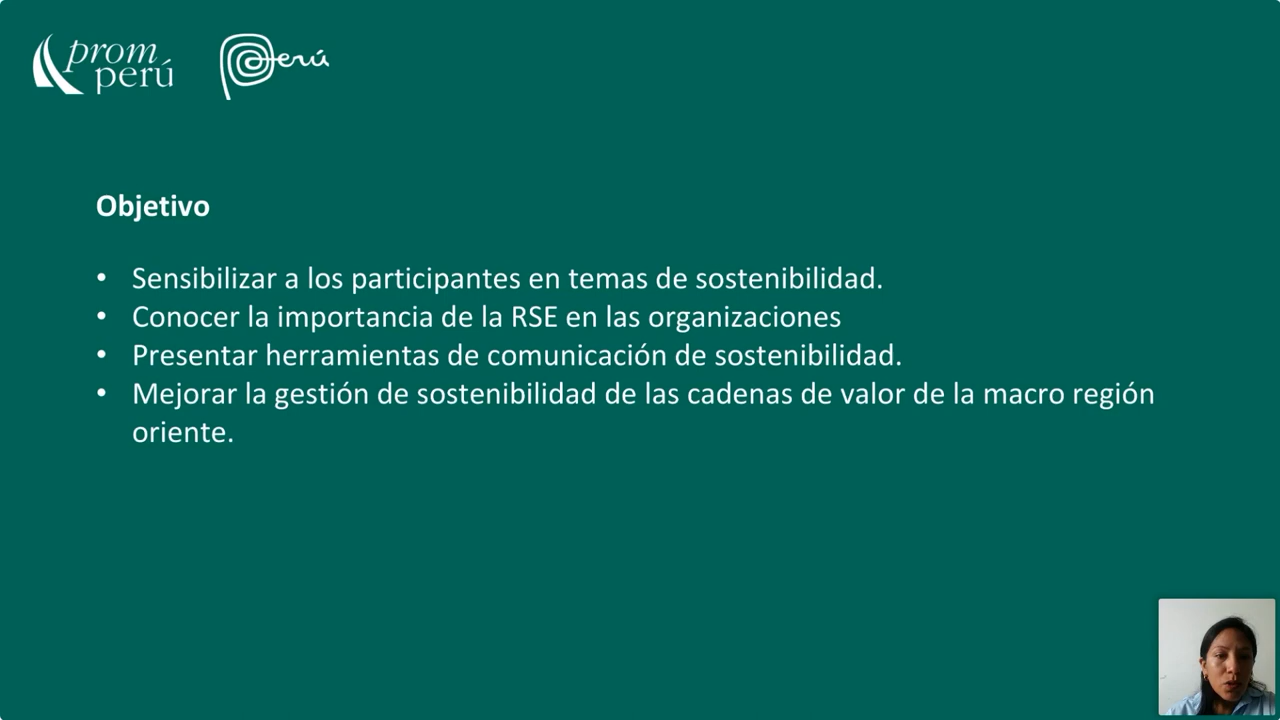 prom
perú
Perú
Objetivo
• Sensibilizar a los participantes en temas de sostenibilidad.
• Conocer la importancia de la RSE en las organizaciones
• Presentar herramientas de comunicación de sostenibilidad.
• Mejorar la gestión de sostenibilidad de las cadenas de valor de la macro región
oriente.